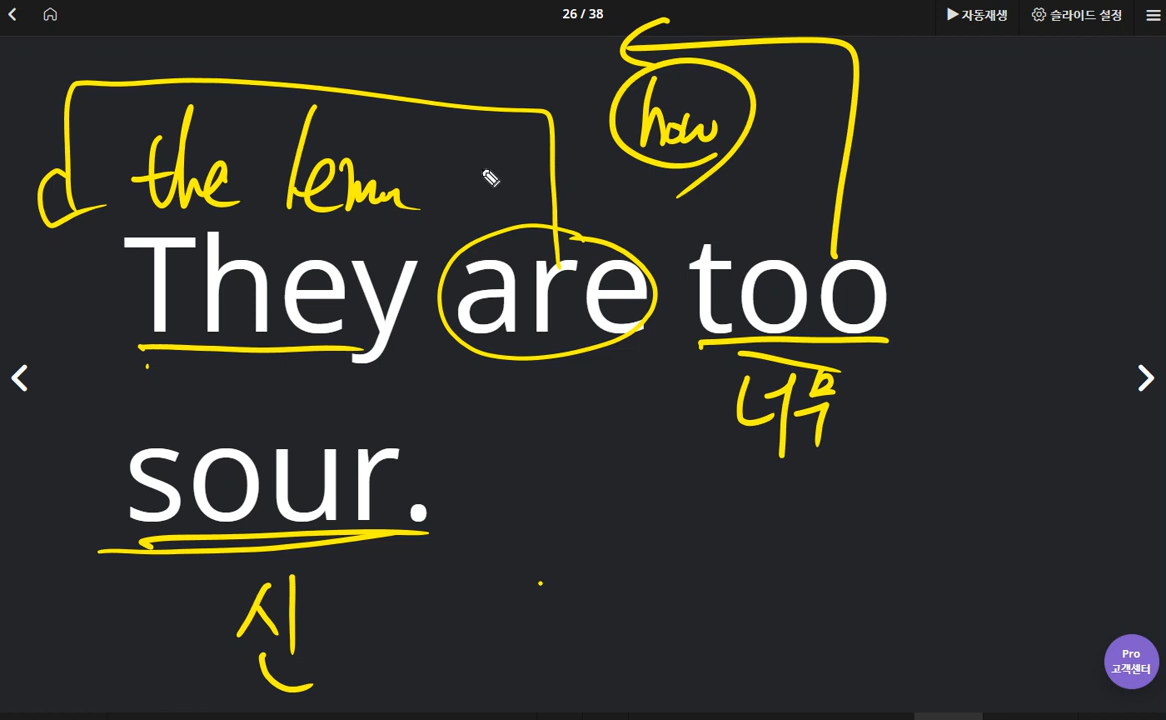 26 / 38
자동재생
슬라이드 설정
how
the
They are too
너무
sour.
신
Pro
고객센터